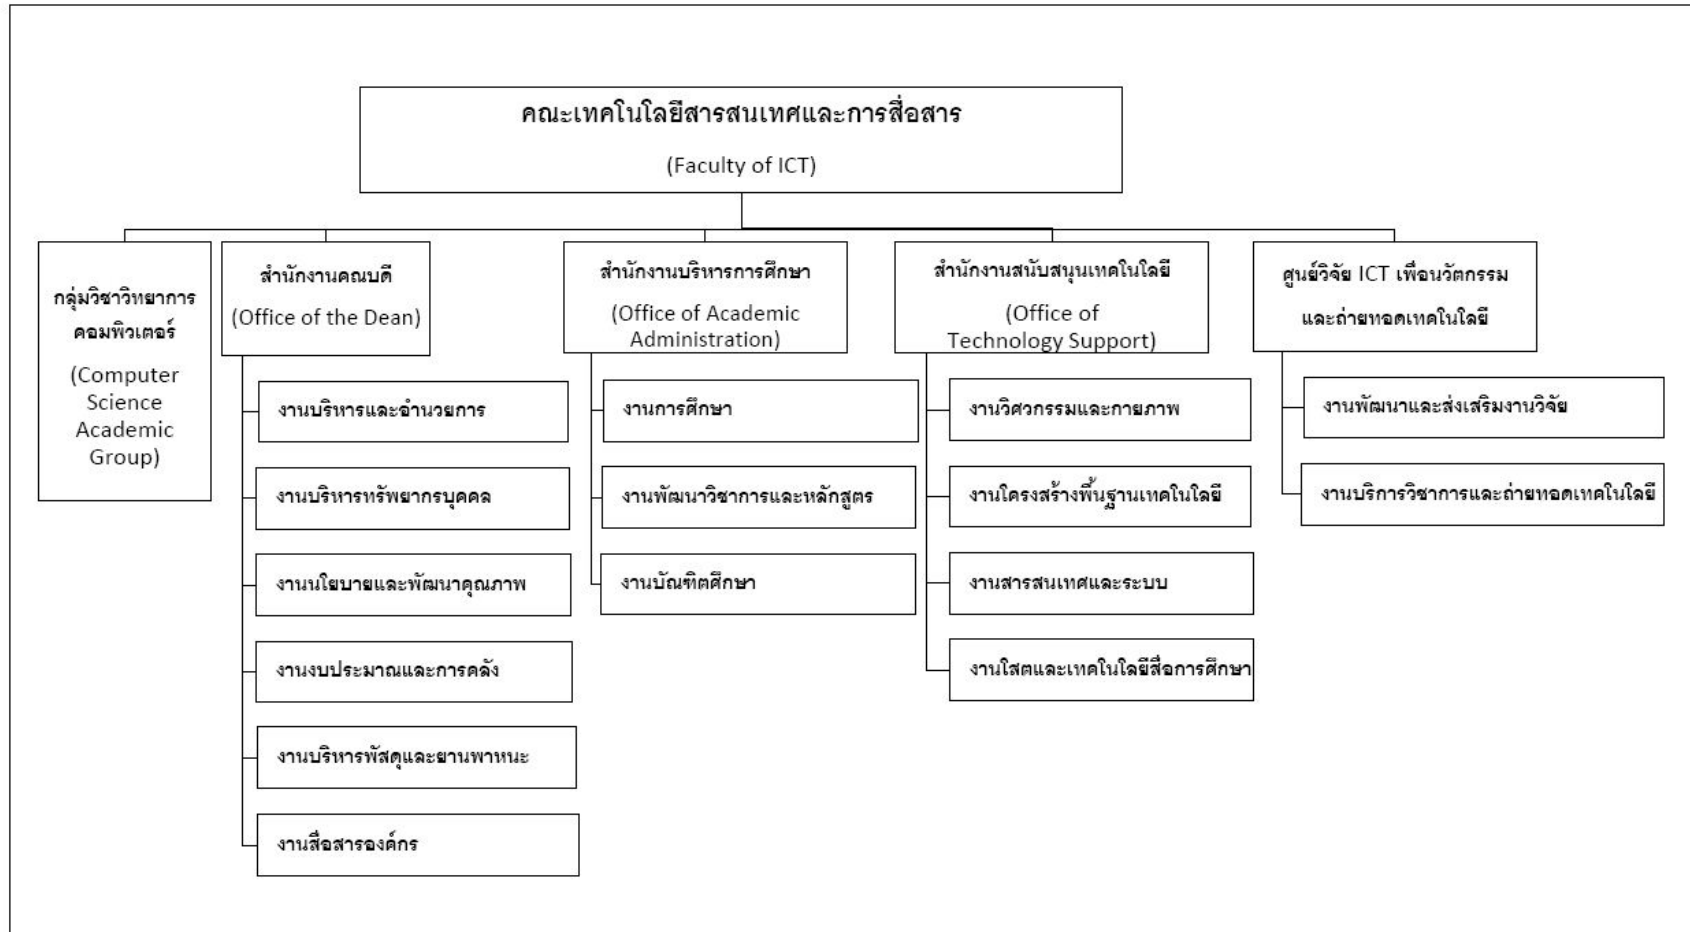 คณะเทคโนโลยีสารสนเทศและการสื่อสาร
(Faculty of ICT)
กลุ่มวิชาวิทยาการ
คอมพิวเตอร์
(Computer
Science
Academic
Group)
สำนักงานคณบดี
(Office of the Dean)
งานบริหารและอำนวยการ
งานบริหารทรัพยากรบุคคล
งานนโยบายและพัฒนาคุณภาพ
งานงบประมาณและการคลัง
งานบริหารพัสดุและยานพาหนะ
งานสื่อสารองค์กร
สำนักงานบริหารการศึกษา
(Office of Academic
Administration)
งานการศึกษา
งานพัฒนาวิชาการและหลักสูตร
งานบัณฑิตศึกษา
สำนักงานสนับสนุนเทคโนโลยี
(Office of
Technology Support)
งานวิศวกรรมและกายภาพ
งานโครงสร้างพื้นฐานเทคโนโลยี
งานสารสนเทศและระบบ
งานโสตและเทคโนโลยีสื่อการศึกษา
ศูนย์วิจัย ICT เพื่อนวัตกรรม
และถ่ายทอดเทคโนโลยี
งานพัฒนาและส่งเสริมงานวิจัย
งานบริการวิชาการและถ่ายทอดเทคโนโลยี